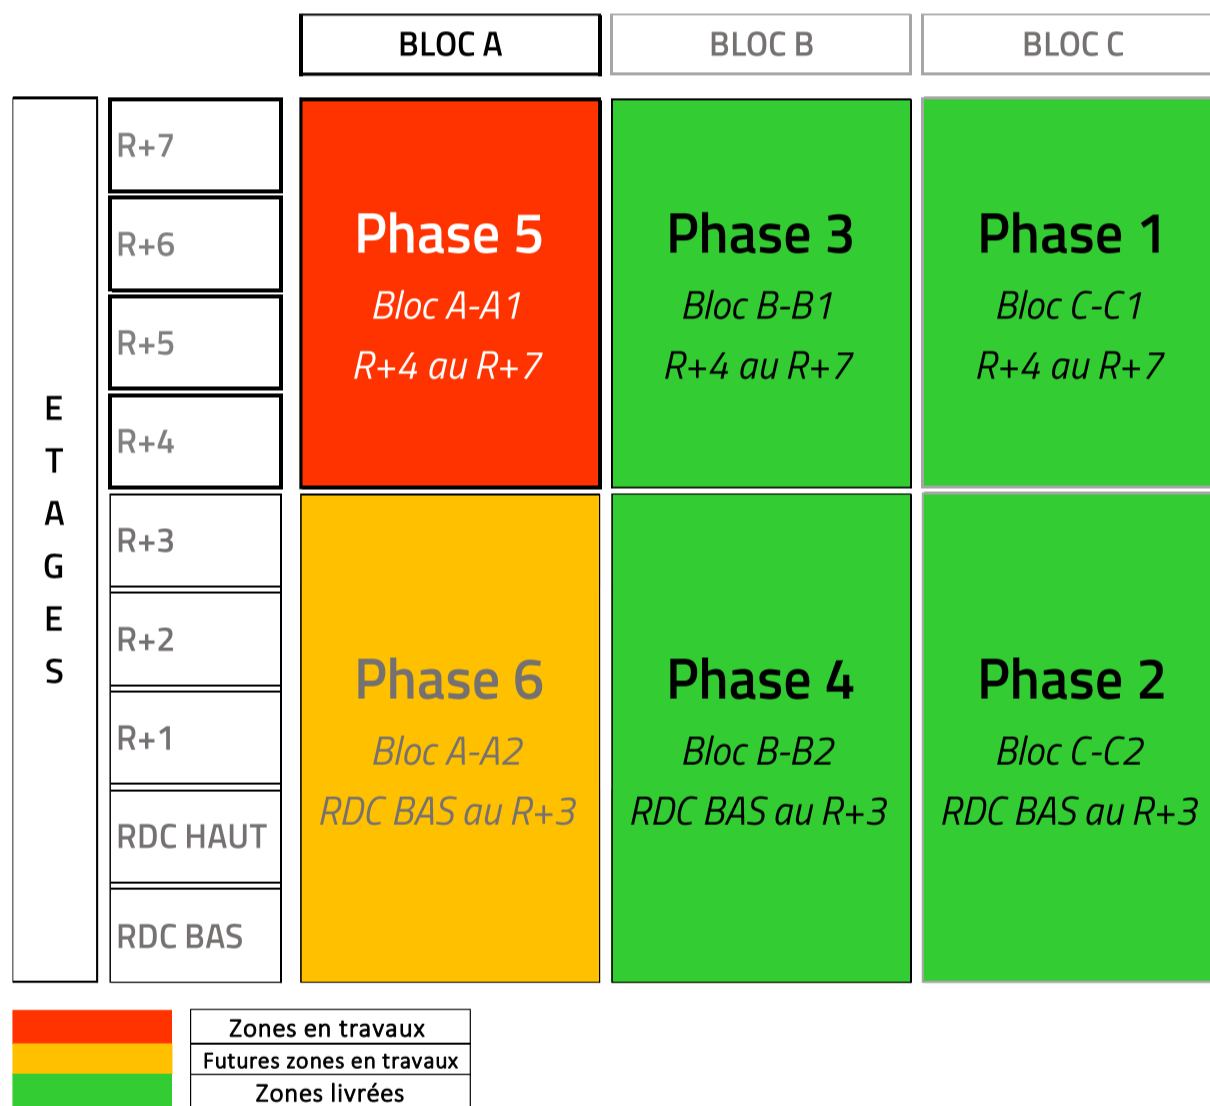 BLOC A
BLOC B
BLOC C
ETAGES
R+7
R+6
R+5
R+4
R+3
R+2
R+1
RDC HAUT
RDC BAS
Phase 5
Bloc A-A1
R+4 au R+7
Phase 3
Bloc B-B1
R+4 au R+7
Phase 1
Bloc C-C1
R+4 au R+7
Phase 6
Bloc A-A2
RDC BAS au R+3
Phase 4
Bloc B-B2
RDC BAS au R+3
Phase 2
Bloc C-C2
RDC BAS au R+3
Zones en travaux
Futures zones en travaux
Zones livrées